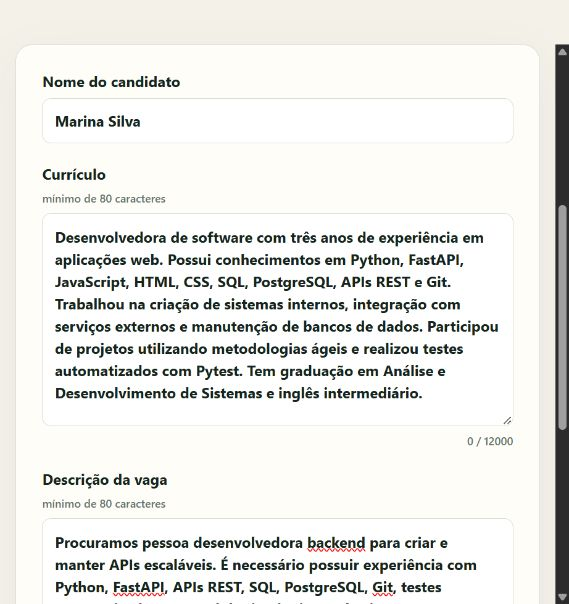 Nome do candidato
Marina Silva
Currículo
mínimo de 80 caracteres
Desenvolvedora de software com três anos de experiência em
aplicações web. Possui conhecimentos em Python, FastAPI,
JavaScript, HTML, CSS, SQL, PostgreSQL, APIs REST e Git.
Trabalhou na criação de sistemas internos, integração com
serviços externos e manutenção de bancos de dados. Participou
de projetos utilizando metodologias ágeis e realizou testes
automatizados com Pytest. Tem graduação em Análise e
Desenvolvimento de Sistemas e inglês intermediário.
0 / 12000
Descrição da vaga
mínimo de 80 caracteres
Procuramos pessoa desenvolvedora backend para criar e
manter APIs escaláveis. É necessário possuir experiência com
Python, FastAPI, APIs REST, SQL, PostgreSQL, Git, testes